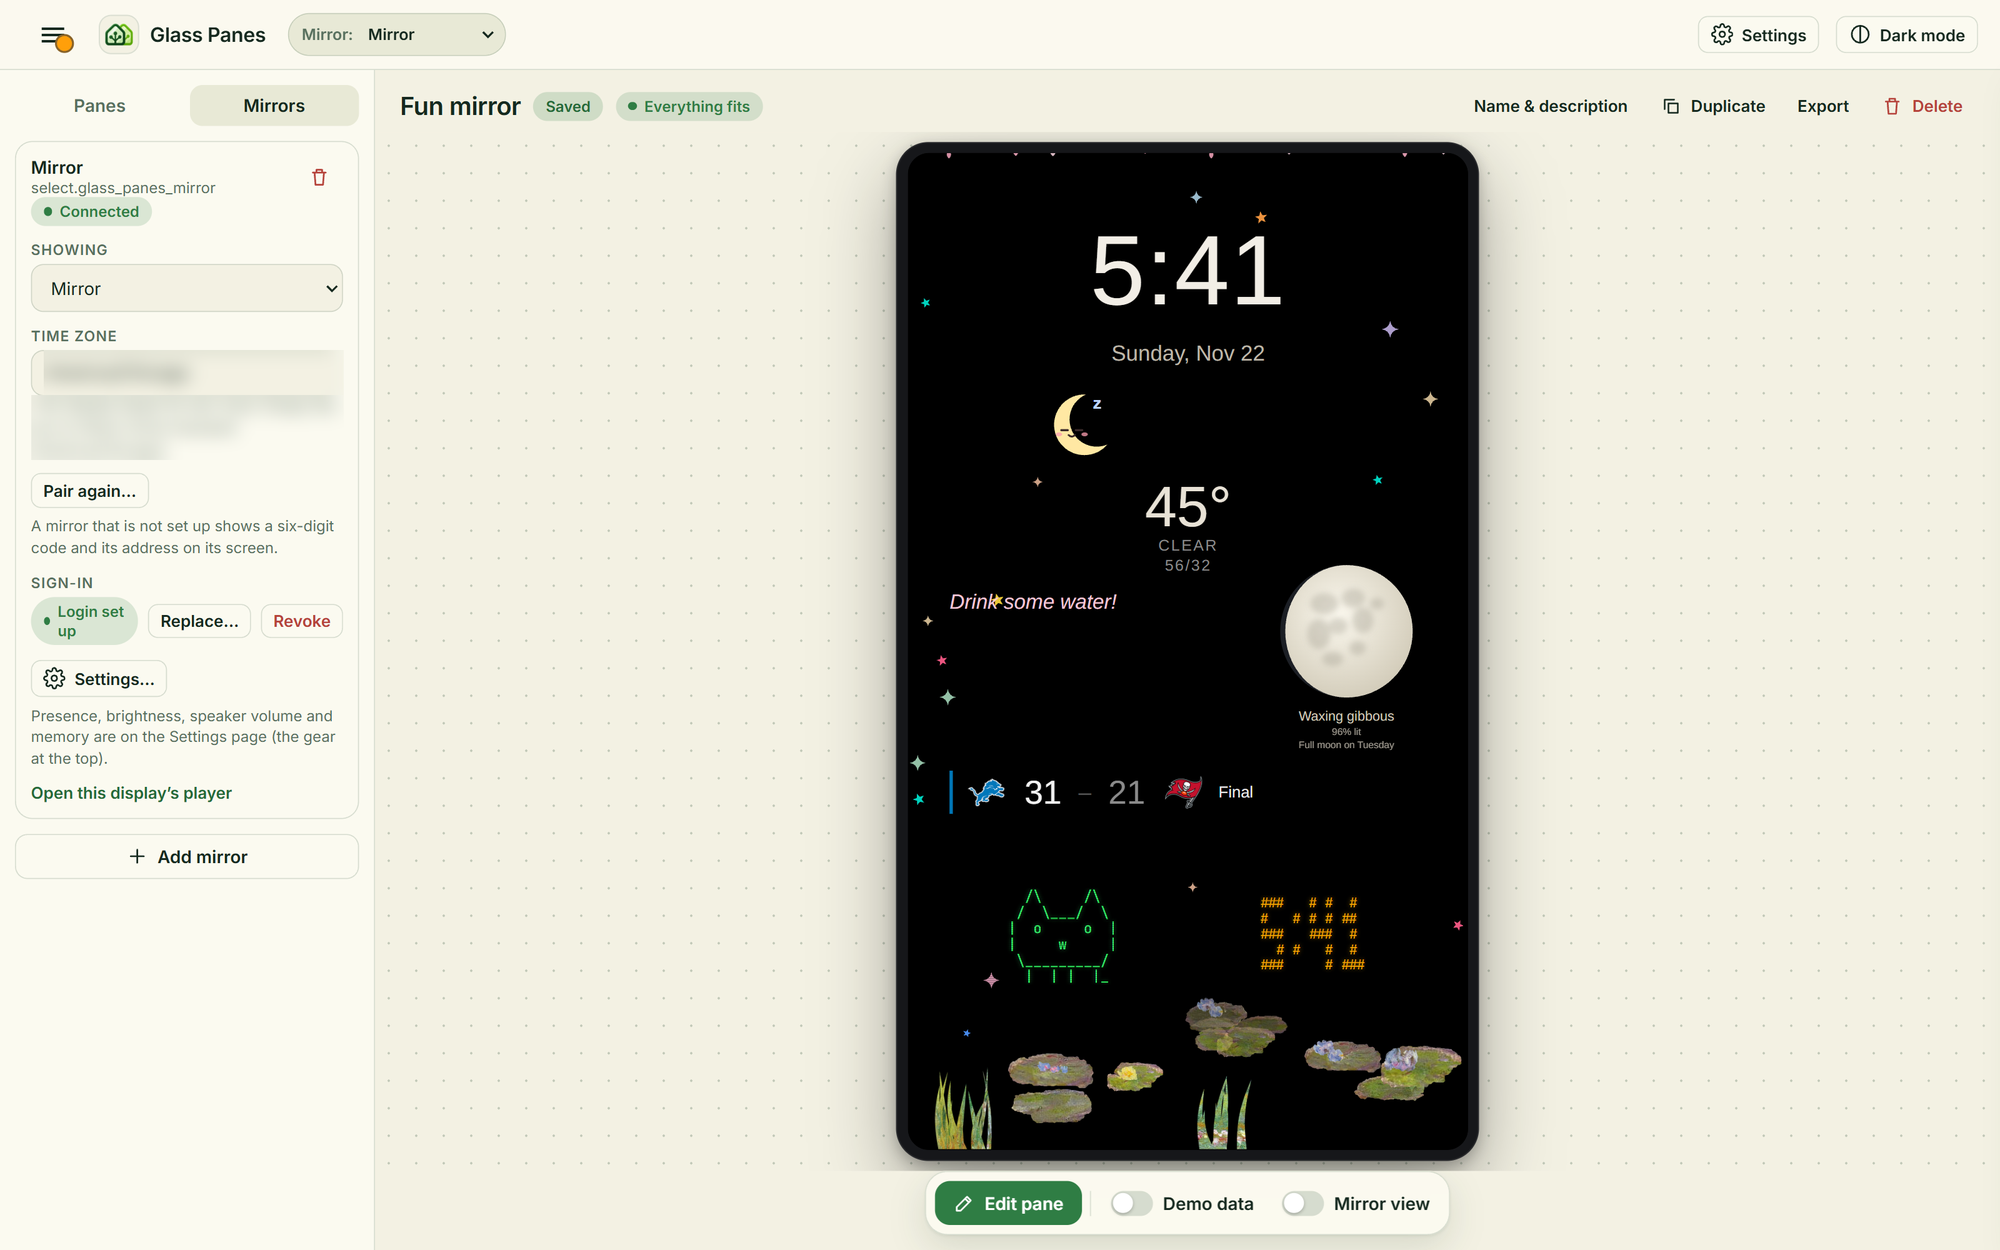 Glass Panes
Mirror: Mirror
Settings
Dark mode
Panes
Mirrors
Fun mirror
Saved
Everything fits
Name & description
Duplicate
Export
Delete
Mirror
select.glass_panes_mirror
Connected
SHOWING
Mirror
TIME ZONE
Pair again...
A mirror that is not set up shows a six-digit
code and its address on its screen.
SIGN-IN
Login set
up
Replace...
Revoke
Settings...
Presence, brightness, speaker volume and
memory are on the Settings page (the gear
at the top).
Open this display's player
Add mirror
5:41
Sunday, Nov 22
z
45°
CLEAR
56/32
Drink some water!
Waxing gibbous
96% lit
Full moon on Tuesday
31 – 21 Final
5:41
Edit pane
Demo data
Mirror view